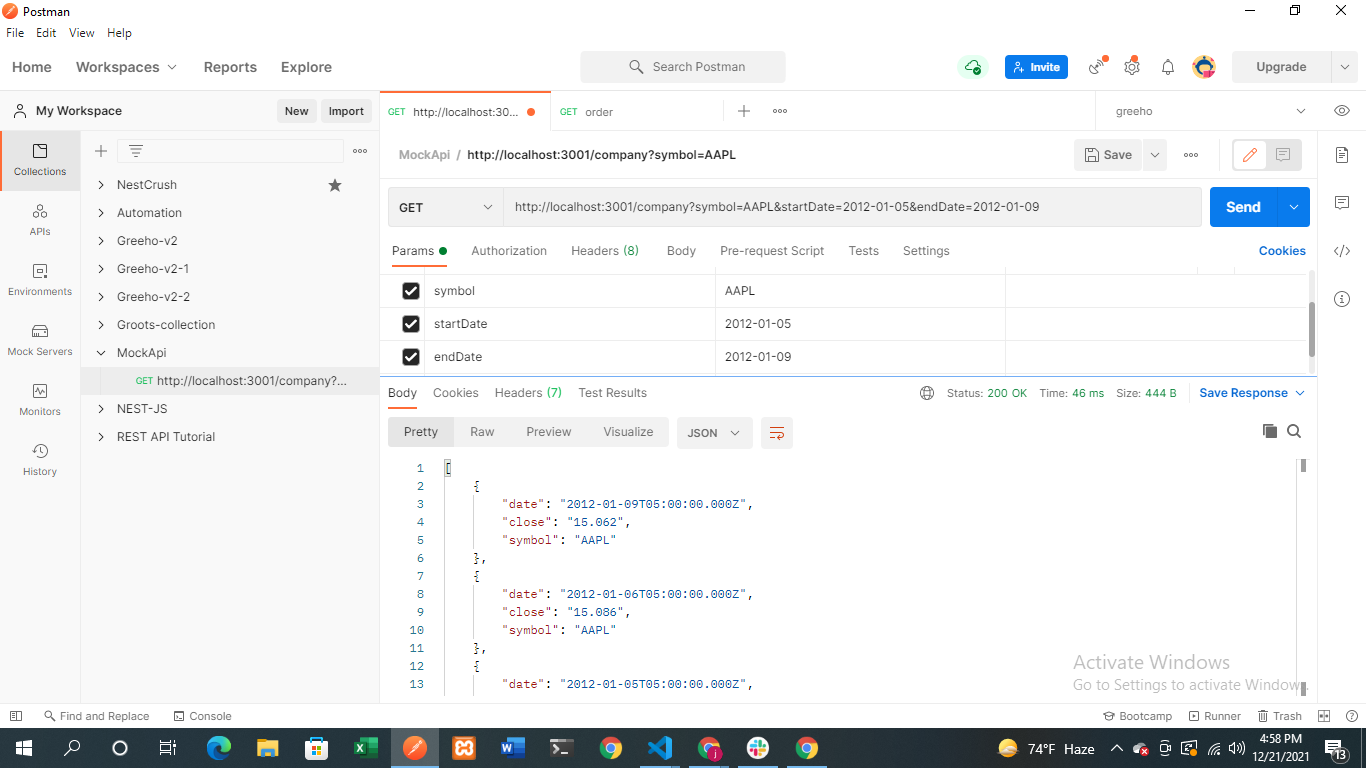 Postman
File Edit View Help
Home Workspaces Reports Explore
Search Postman
Invite
Upgrade
My Workspace
New Import
GET http://localhost:30...
GET order
greeho
Collections
APIs
Environments
Mock Servers
Monitors
History
NestCrush
Automation
Greeho-v2
Greeho-v2-1
Greeho-v2-2
Groots-collection
MockApi
GET http://localhost:3001/company?...
NEST-JS
REST API Tutorial
MockApi / http://localhost:3001/company?symbol=AAPL
Save
GET http://localhost:3001/company?symbol=AAPL&startDate=2012-01-05&endDate=2012-01-09
Send
Params Authorization Headers (8) Body Pre-request Script Tests Settings Cookies
symbol AAPL
startDate 2012-01-05
endDate 2012-01-09
Body Cookies Headers (7) Test Results
Status: 200 OK Time: 46 ms Size: 444 B Save Response
Pretty Raw Preview Visualize JSON
1 [
2 {
3 "date": "2012-01-09T05:00:00.000Z",
4 "close": "15.062",
5 "symbol": "AAPL"
6 },
7 {
8 "date": "2012-01-06T05:00:00.000Z",
9 "close": "15.086",
10 "symbol": "AAPL"
11 },
12 {
13 "date": "2012-01-05T05:00:00.000Z",
Activate Windows
Go to Settings to activate Windows.
Find and Replace Console
Bootcamp Runner Trash
74°F Haze
4:58 PM
12/21/2021
13